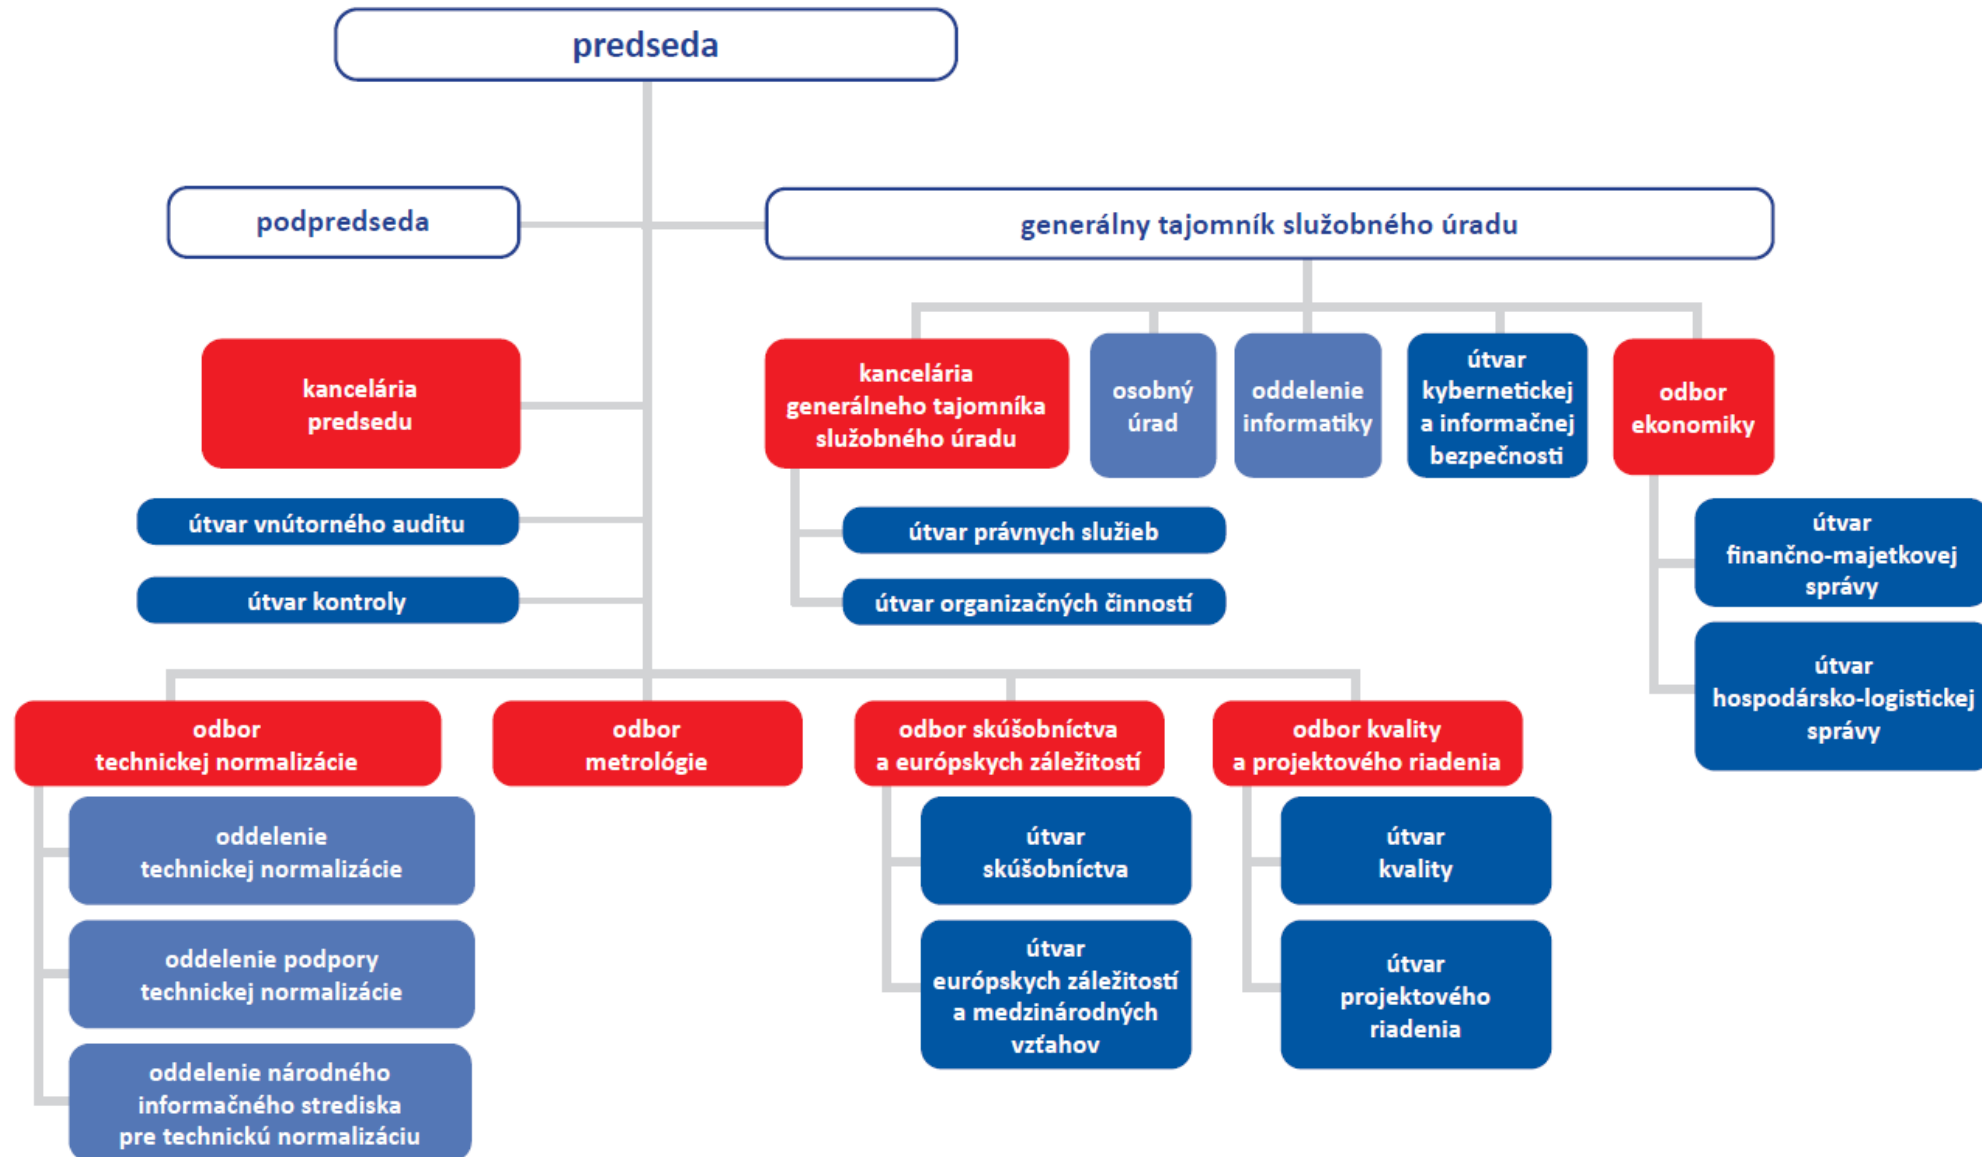 predseda
podpredseda
generálny tajomník služobného úradu
kancelária
predsedu
kancelária
generálneho tajomníka
služobného úradu
osobný
úrad
oddelenie
informatiky
útvar
kybernetickej
a informačnej
bezpečnosti
odbor
ekonomiky
útvar vnútorného auditu
útvar kontroly
útvar právnych služieb
útvar organizačných činností
útvar
finančno-majetkovej
správy
útvar
hospodársko-logistickej
správy
odbor
technickej normalizácie
odbor
metrológie
odbor skúšobníctva
a európskych záležitostí
odbor kvality
a projektového riadenia
oddelenie
technickej normalizácie
oddelenie podpory
technickej normalizácie
oddelenie národného
informačného strediska
pre technickú normalizáciu
útvar
skúšobníctva
útvar
európskych záležitostí
a medzinárodných
vzťahov
útvar
kvality
útvar
projektového
riadenia